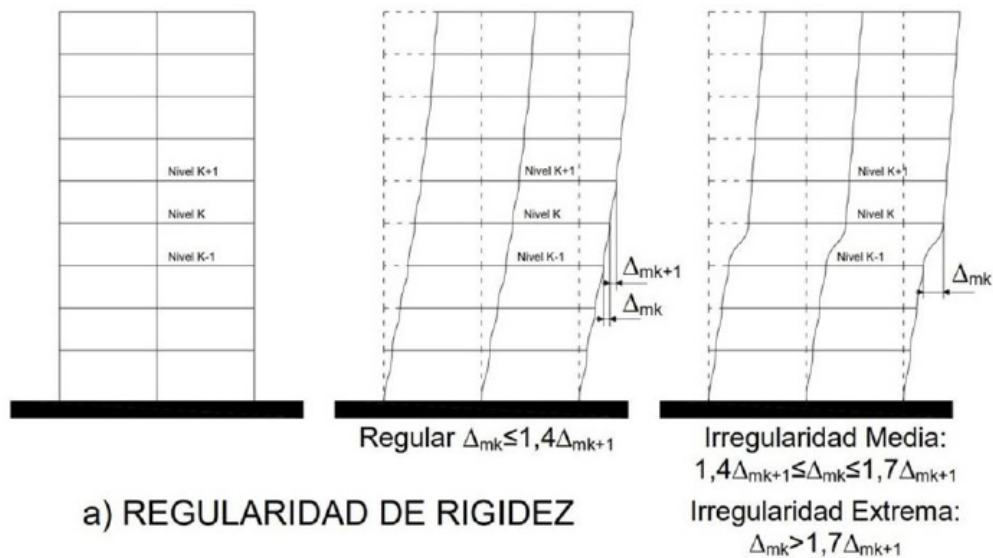 Nivel K+1
Nivel K
Nivel K-1
Nivel K+1
Nivel K
Nivel K-1
Δmk+1
Δmk
Nivel K+1
Nivel K
Nivel K-1
Δmk
Regular Δmk≤1,4Δmk+1
Irregularidad Media:
1,4Δmk+1≤Δmk≤1,7Δmk+1
Irregularidad Extrema:
Δmk>1,7Δmk+1
a) REGULARIDAD DE RIGIDEZ